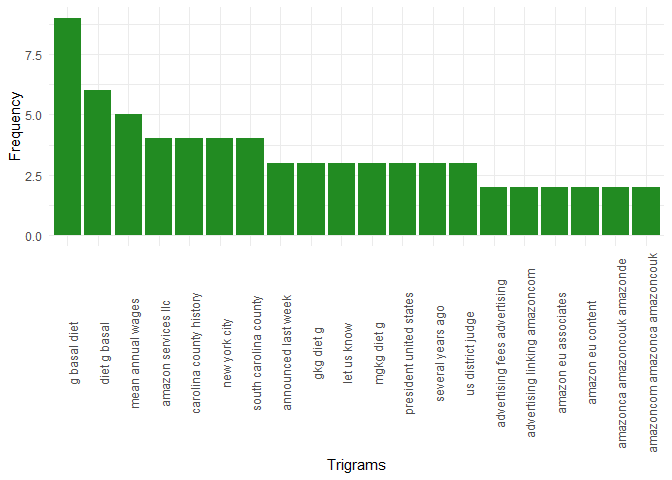 7.5
5.0
2.5
0.0
Frequency
g basal diet
diet g basal
mean annual wages
amazon services llc
carolina county history
new york city
south carolina county
announced last week
gkg diet g
let us know
mgkg diet g
president united states
several years ago
us district judge
advertising fees advertising
advertising linking amazoncom
amazon eu associates
amazon eu content
amazonca amazoncouk amazonde
amazoncom amazonca amazoncouk
Trigrams